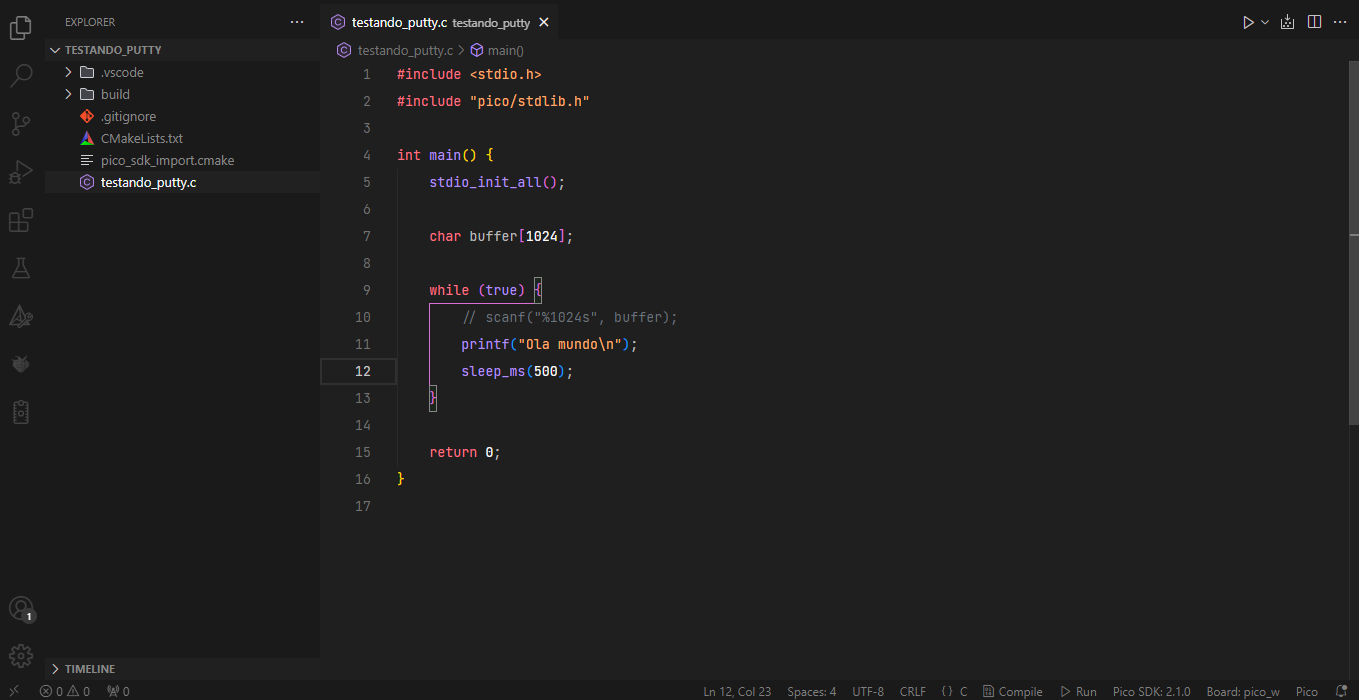 EXPLORER
TESTANDO_PUTTY
.vscode
build
.gitignore
CMakeLists.txt
pico_sdk_import.cmake
testando_putty.c
TIMELINE
testando_putty.c testando_putty
testando_putty.c > main()
1 #include <stdio.h>
2 #include "pico/stdlib.h"
3
4 int main() {
5 stdio_init_all();
6
7 char buffer[1024];
8
9 while (true) {
10 // scanf("%1024s", buffer);
11 printf("Ola mundo\n");
12 sleep_ms(500);
13 }
14
15 return 0;
16 }
17
1
0 0 0 Ln 12, Col 23 Spaces: 4 UTF-8 CRLF {} C Compile Run Pico SDK: 2.1.0 Board: pico_w Pico